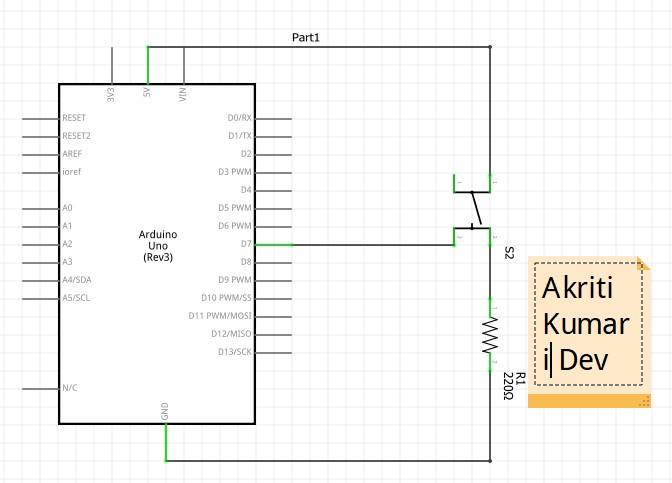 Part1
3V3
5V
VIN
RESET
RESET2
AREF
ioref
A0
A1
A2
A3
A4/SDA
A5/SCL
N/C
Arduino
Uno
(Rev3)
D0/RX
D1/TX
D2
D3 PWM
D4
D5 PWM
D6 PWM
D7
D8
D9 PWM
D10 PWM/SS
D11 PWM/MOSI
D12/MISO
D13/SCK
GND
S2
R1
220Ω
Akriti
Kumar
i Dev